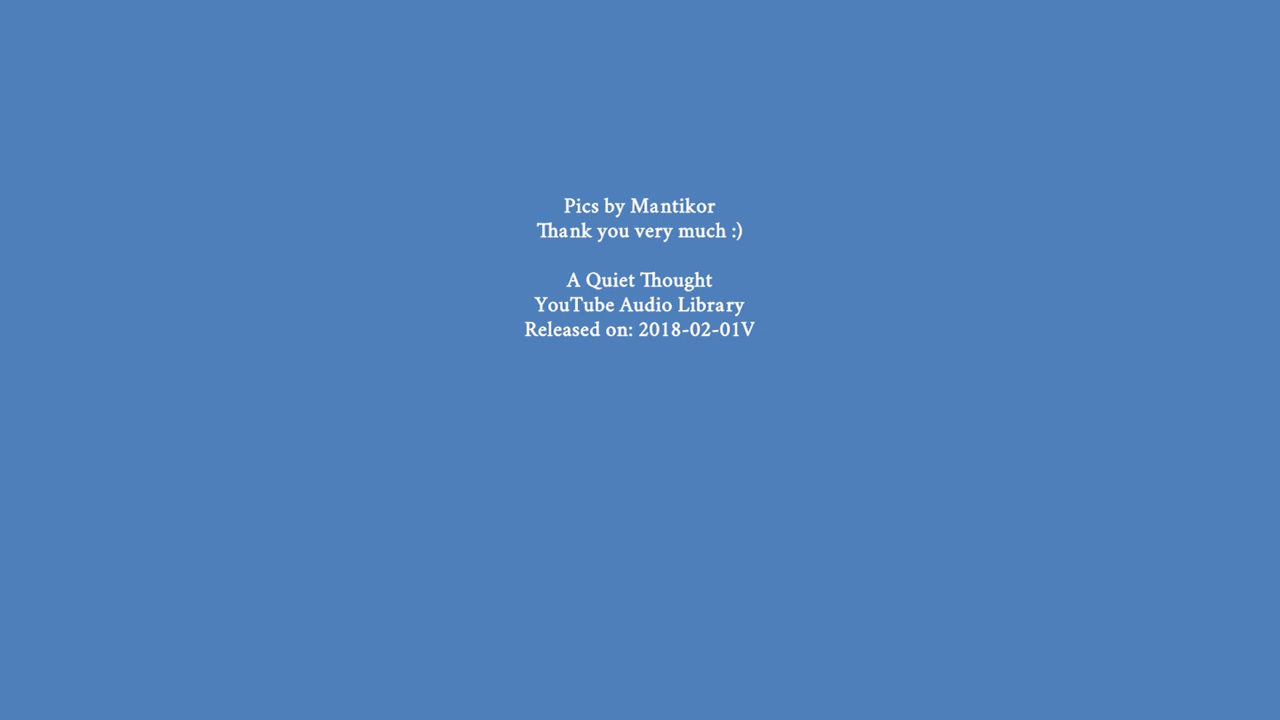 Pics by Mantikor
Thank you very much :)
A Quiet Thought
YouTube Audio Library
Released on: 2018-02-01V